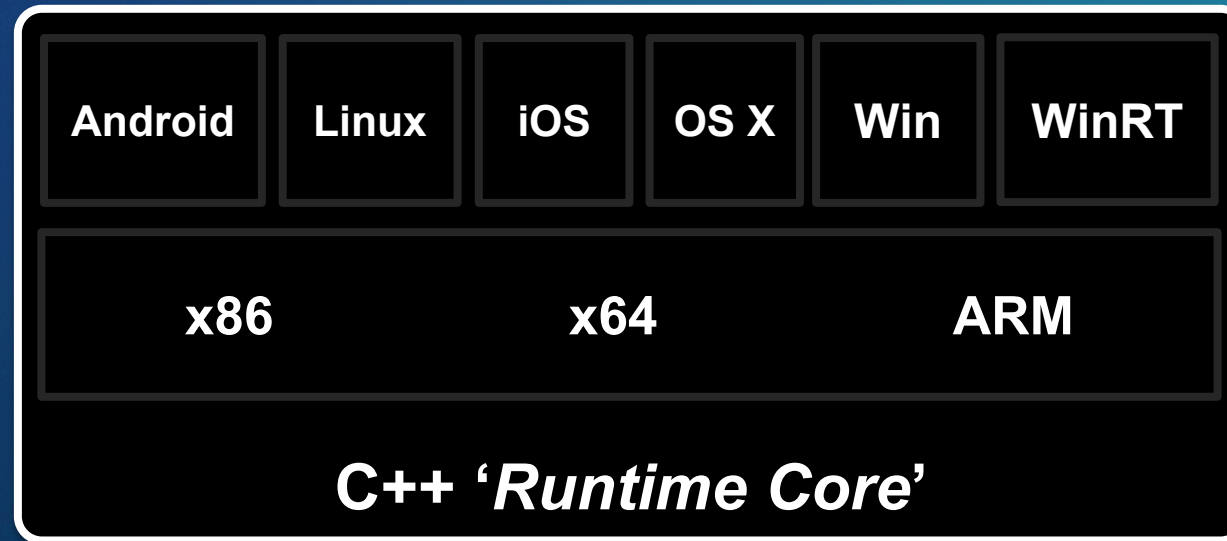 Android Linux iOS OS X Win WinRT
x86 x64 ARM
C++ ‘Runtime Core’